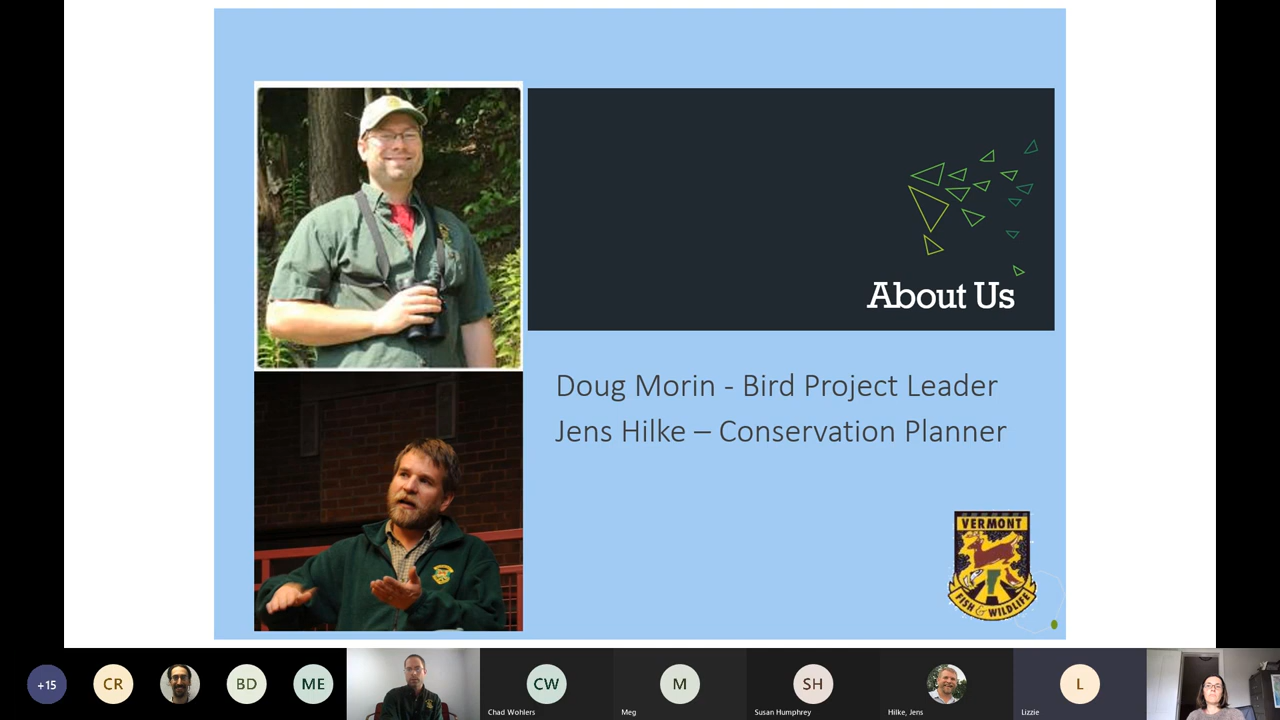 About Us
Doug Morin - Bird Project Leader
Jens Hilke – Conservation Planner
VERMONT
FISH & WILDLIFE
+15
CR
BD
ME
CW
Chad Wohlers
M
Meg
SH
Susan Humphrey
Hilke, Jens
L
Lizzie